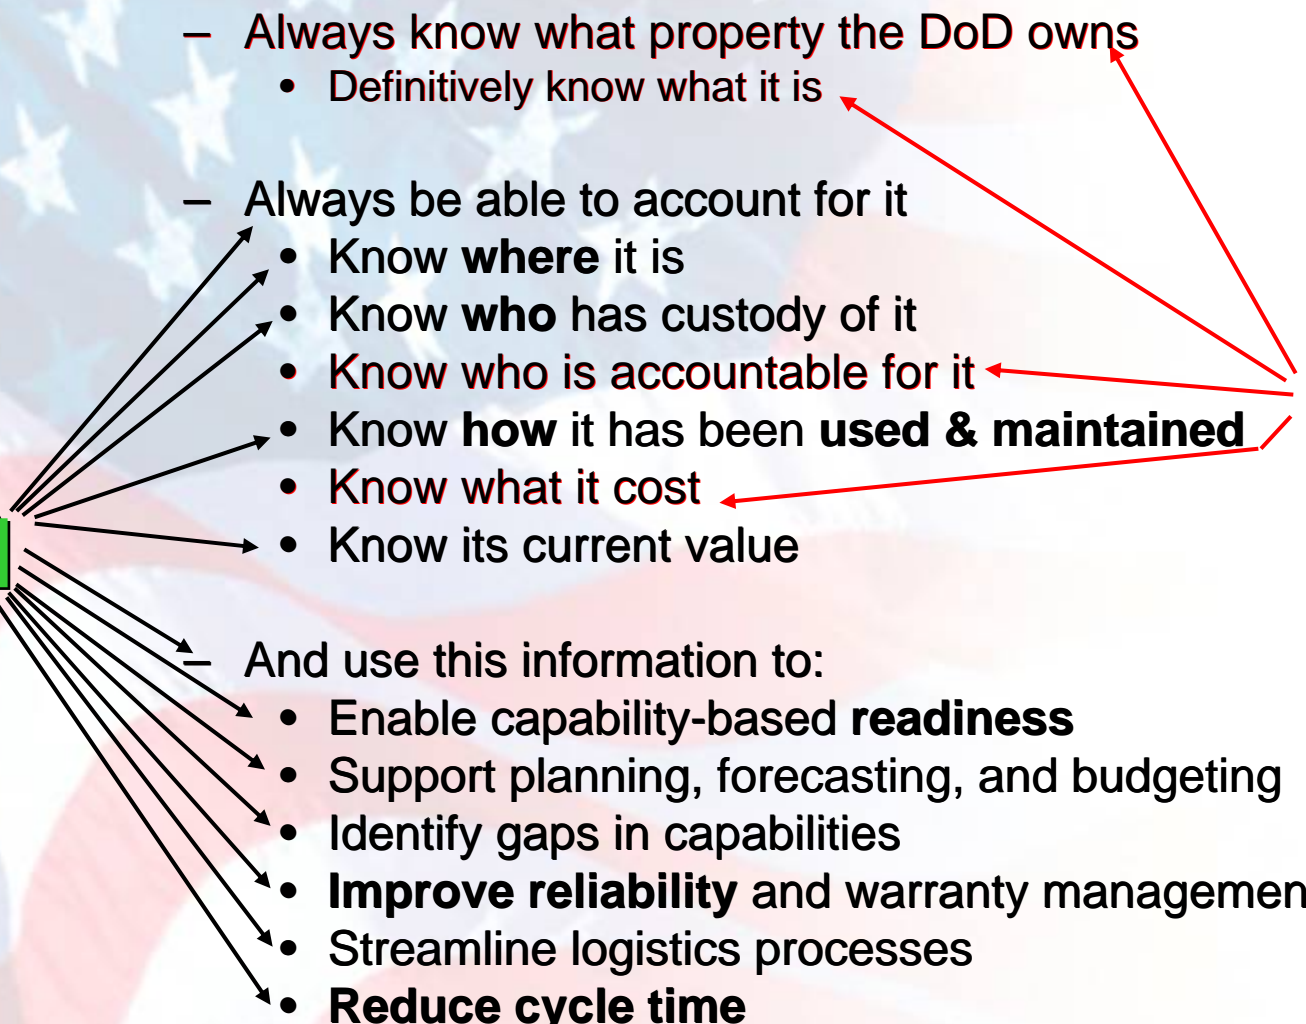 – Always know what property the DoD owns
• Definitively know what it is
– Always be able to account for it
• Know where it is
• Know who has custody of it
• Know who is accountable for it
• Know how it has been used & maintained
• Know what it cost
• Know its current value
– And use this information to:
• Enable capability-based readiness
• Support planning, forecasting, and budgeting
• Identify gaps in capabilities
• Improve reliability and warranty managemen
• Streamline logistics processes
• Reduce cycle time